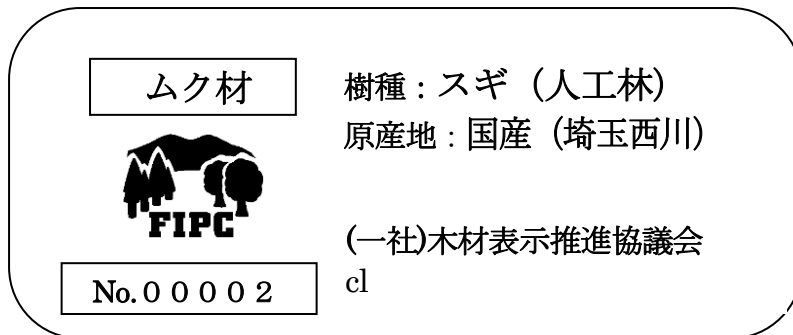 ムク材
FIPC
No.００００２
樹種：スギ（人工林）
原産地：国産（埼玉西川）
(一社)木材表示推進協議会
cl